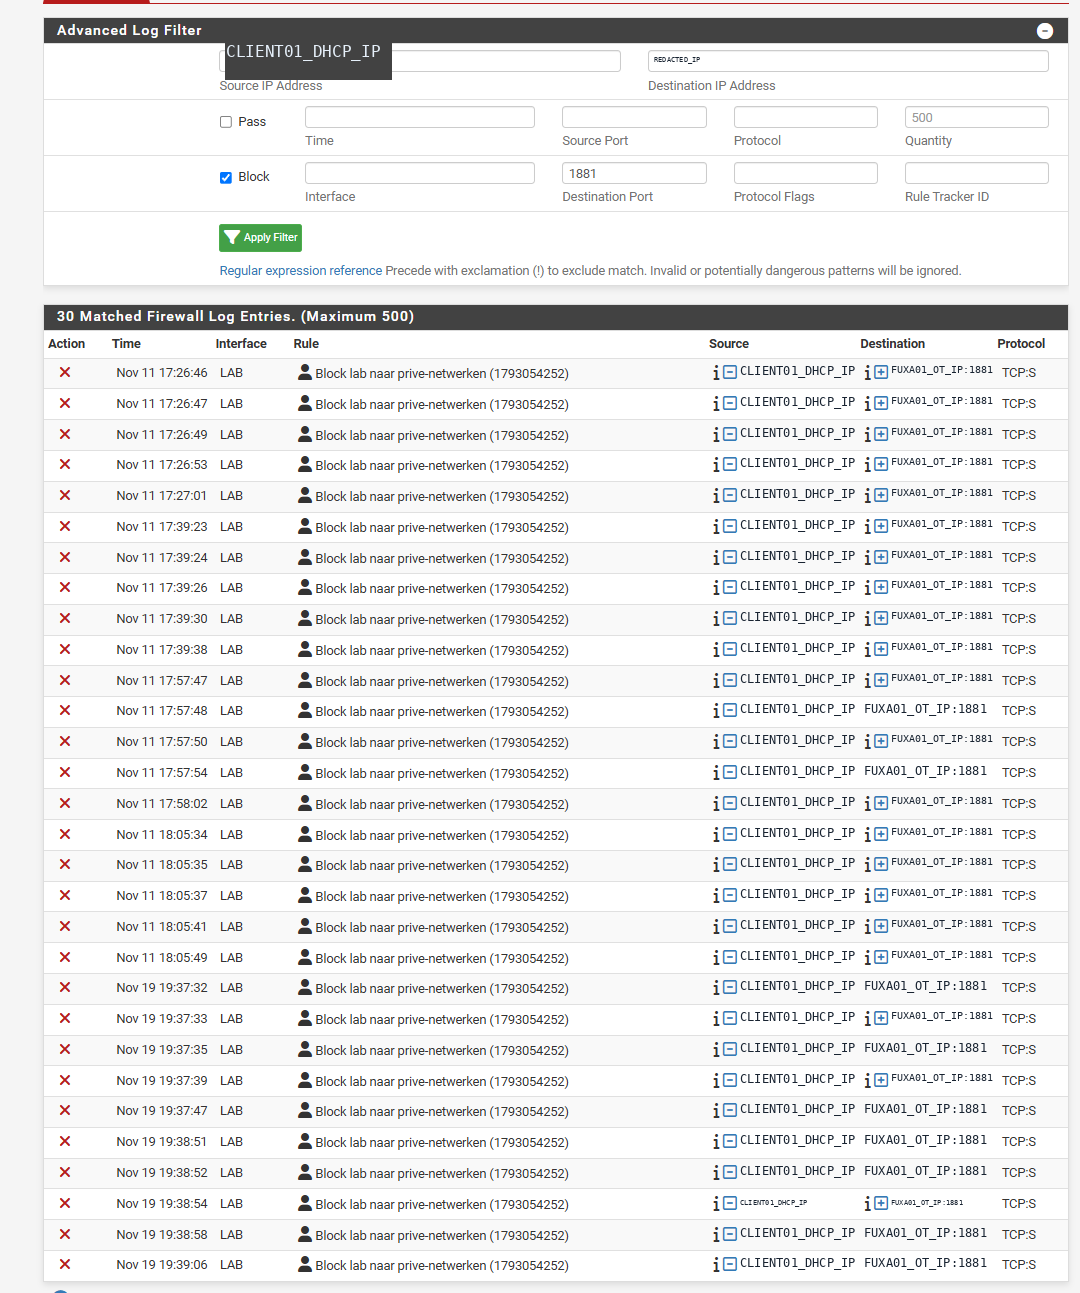 Advanced Log Filter
CLIENT01_DHCP_IP
REDACTED_IP
Source IP Address
Destination IP Address
Pass
500
Time
Source Port
Protocol
Quantity
Block
1881
Interface
Destination Port
Protocol Flags
Rule Tracker ID
Apply Filter
Regular expression reference Precede with exclamation (!) to exclude match. Invalid or potentially dangerous patterns will be ignored.
30 Matched Firewall Log Entries. (Maximum 500)
Action Time Interface Rule Source Destination Protocol
Nov 11 17:26:46 LAB Block lab naar prive-netwerken (1793054252) CLIENT01_DHCP_IP FUXA01_OT_IP:1881 TCP:S
Nov 11 17:26:47 LAB Block lab naar prive-netwerken (1793054252) CLIENT01_DHCP_IP FUXA01_OT_IP:1881 TCP:S
Nov 11 17:26:49 LAB Block lab naar prive-netwerken (1793054252) CLIENT01_DHCP_IP FUXA01_OT_IP:1881 TCP:S
Nov 11 17:26:53 LAB Block lab naar prive-netwerken (1793054252) CLIENT01_DHCP_IP FUXA01_OT_IP:1881 TCP:S
Nov 11 17:27:01 LAB Block lab naar prive-netwerken (1793054252) CLIENT01_DHCP_IP FUXA01_OT_IP:1881 TCP:S
Nov 11 17:39:23 LAB Block lab naar prive-netwerken (1793054252) CLIENT01_DHCP_IP FUXA01_OT_IP:1881 TCP:S
Nov 11 17:39:24 LAB Block lab naar prive-netwerken (1793054252) CLIENT01_DHCP_IP FUXA01_OT_IP:1881 TCP:S
Nov 11 17:39:26 LAB Block lab naar prive-netwerken (1793054252) CLIENT01_DHCP_IP FUXA01_OT_IP:1881 TCP:S
Nov 11 17:39:30 LAB Block lab naar prive-netwerken (1793054252) CLIENT01_DHCP_IP FUXA01_OT_IP:1881 TCP:S
Nov 11 17:39:38 LAB Block lab naar prive-netwerken (1793054252) CLIENT01_DHCP_IP FUXA01_OT_IP:1881 TCP:S
Nov 11 17:57:47 LAB Block lab naar prive-netwerken (1793054252) CLIENT01_DHCP_IP FUXA01_OT_IP:1881 TCP:S
Nov 11 17:57:48 LAB Block lab naar prive-netwerken (1793054252) CLIENT01_DHCP_IP FUXA01_OT_IP:1881 TCP:S
Nov 11 17:57:50 LAB Block lab naar prive-netwerken (1793054252) CLIENT01_DHCP_IP FUXA01_OT_IP:1881 TCP:S
Nov 11 17:57:54 LAB Block lab naar prive-netwerken (1793054252) CLIENT01_DHCP_IP FUXA01_OT_IP:1881 TCP:S
Nov 11 17:58:02 LAB Block lab naar prive-netwerken (1793054252) CLIENT01_DHCP_IP FUXA01_OT_IP:1881 TCP:S
Nov 11 18:05:34 LAB Block lab naar prive-netwerken (1793054252) CLIENT01_DHCP_IP FUXA01_OT_IP:1881 TCP:S
Nov 11 18:05:35 LAB Block lab naar prive-netwerken (1793054252) CLIENT01_DHCP_IP FUXA01_OT_IP:1881 TCP:S
Nov 11 18:05:37 LAB Block lab naar prive-netwerken (1793054252) CLIENT01_DHCP_IP FUXA01_OT_IP:1881 TCP:S
Nov 11 18:05:41 LAB Block lab naar prive-netwerken (1793054252) CLIENT01_DHCP_IP FUXA01_OT_IP:1881 TCP:S
Nov 11 18:05:49 LAB Block lab naar prive-netwerken (1793054252) CLIENT01_DHCP_IP FUXA01_OT_IP:1881 TCP:S
Nov 19 19:37:32 LAB Block lab naar prive-netwerken (1793054252) CLIENT01_DHCP_IP FUXA01_OT_IP:1881 TCP:S
Nov 19 19:37:33 LAB Block lab naar prive-netwerken (1793054252) CLIENT01_DHCP_IP FUXA01_OT_IP:1881 TCP:S
Nov 19 19:37:35 LAB Block lab naar prive-netwerken (1793054252) CLIENT01_DHCP_IP FUXA01_OT_IP:1881 TCP:S
Nov 19 19:37:39 LAB Block lab naar prive-netwerken (1793054252) CLIENT01_DHCP_IP FUXA01_OT_IP:1881 TCP:S
Nov 19 19:37:47 LAB Block lab naar prive-netwerken (1793054252) CLIENT01_DHCP_IP FUXA01_OT_IP:1881 TCP:S
Nov 19 19:38:51 LAB Block lab naar prive-netwerken (1793054252) CLIENT01_DHCP_IP FUXA01_OT_IP:1881 TCP:S
Nov 19 19:38:52 LAB Block lab naar prive-netwerken (1793054252) CLIENT01_DHCP_IP FUXA01_OT_IP:1881 TCP:S
Nov 19 19:38:54 LAB Block lab naar prive-netwerken (1793054252) CLIENT01_DHCP_IP FUXA01_OT_IP:1881 TCP:S
Nov 19 19:38:58 LAB Block lab naar prive-netwerken (1793054252) CLIENT01_DHCP_IP FUXA01_OT_IP:1881 TCP:S
Nov 19 19:39:06 LAB Block lab naar prive-netwerken (1793054252) CLIENT01_DHCP_IP FUXA01_OT_IP:1881 TCP:S